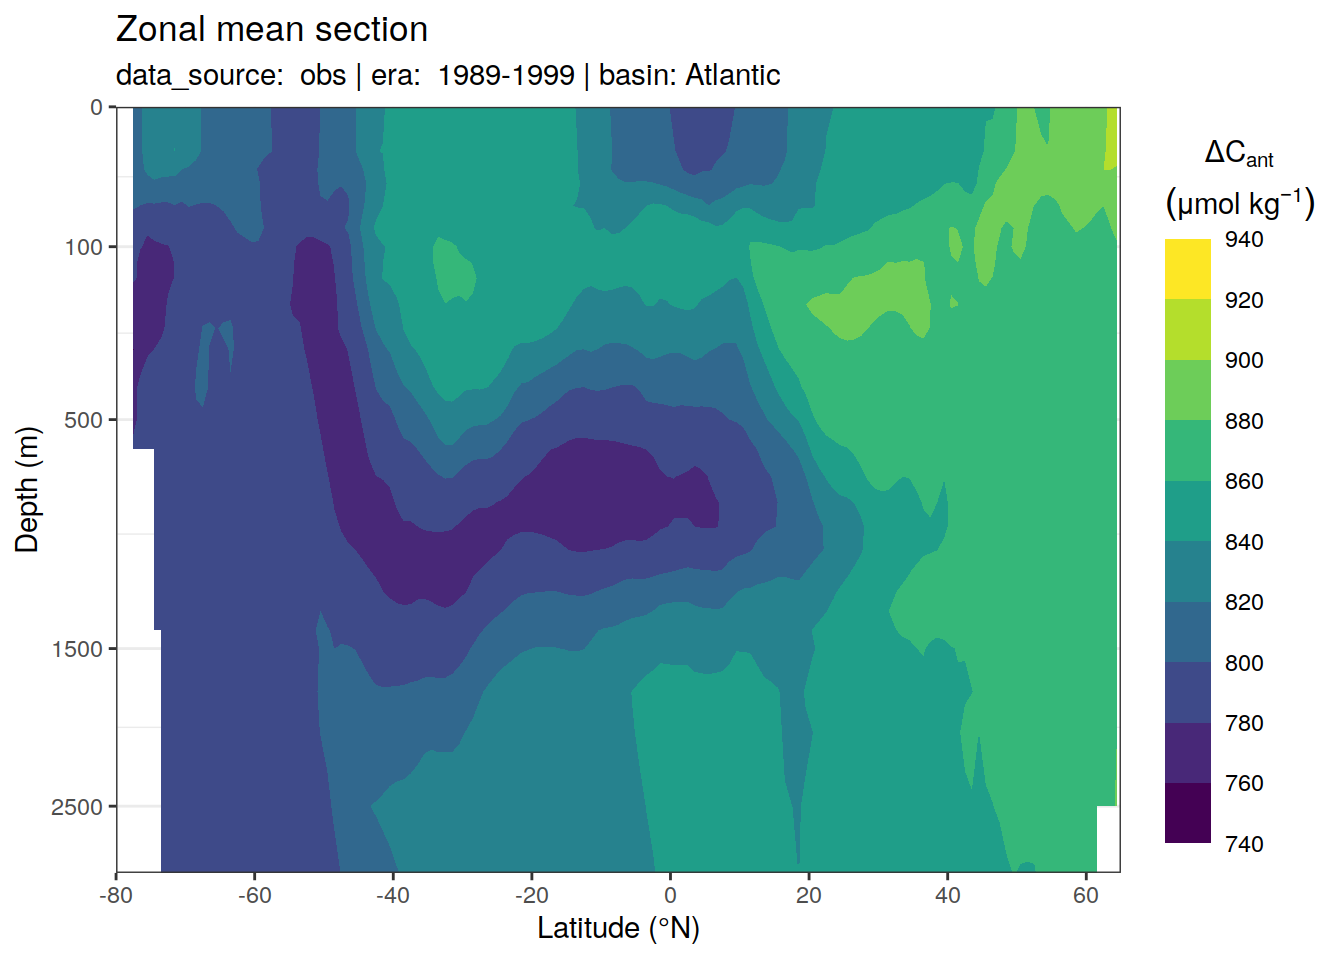 Zonal mean section
data_source:  obs | era:  1989-1999 | basin: Atlantic
0
100
500
1500
2500
Depth (m)
-80 -60 -40 -20 0 20 40 60
Latitude (°N)
ΔCant
(μmol kg⁻¹)
940
920
900
880
860
840
820
800
780
760
740